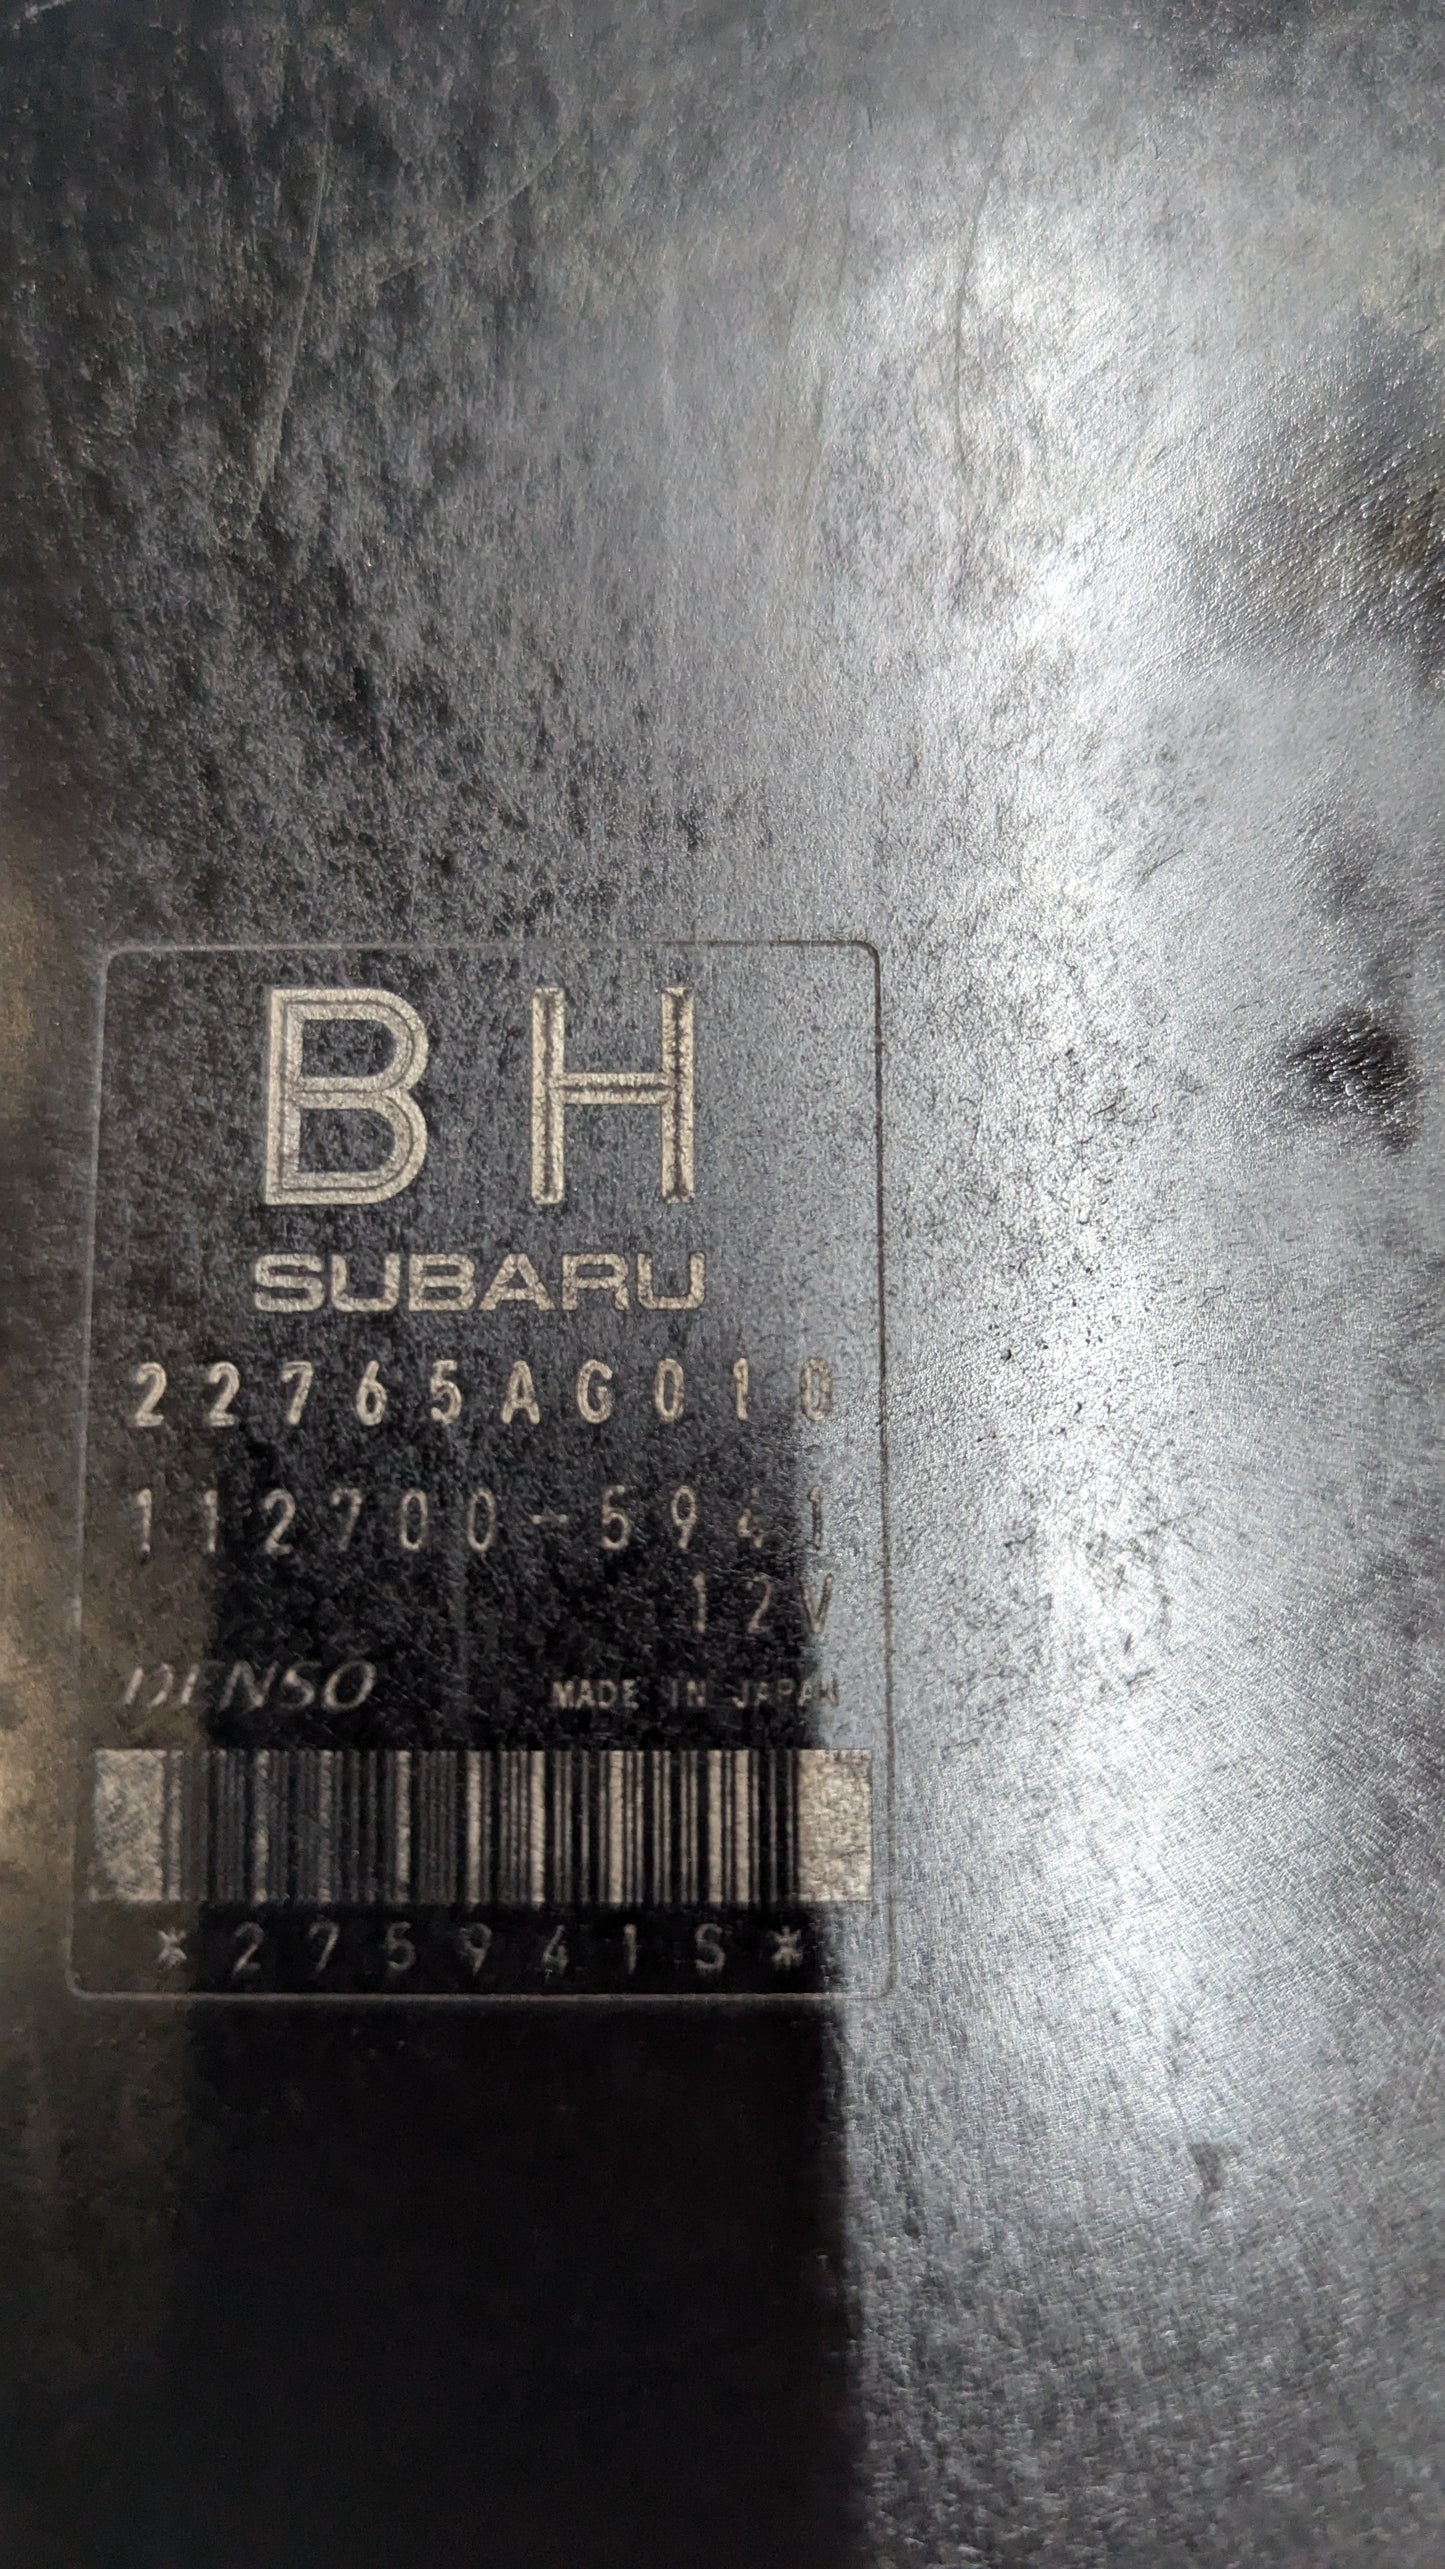 BH
SUBARU
22765AG010
112700-5941
12V
DENSO MADE IN JAPAN
*275941S*